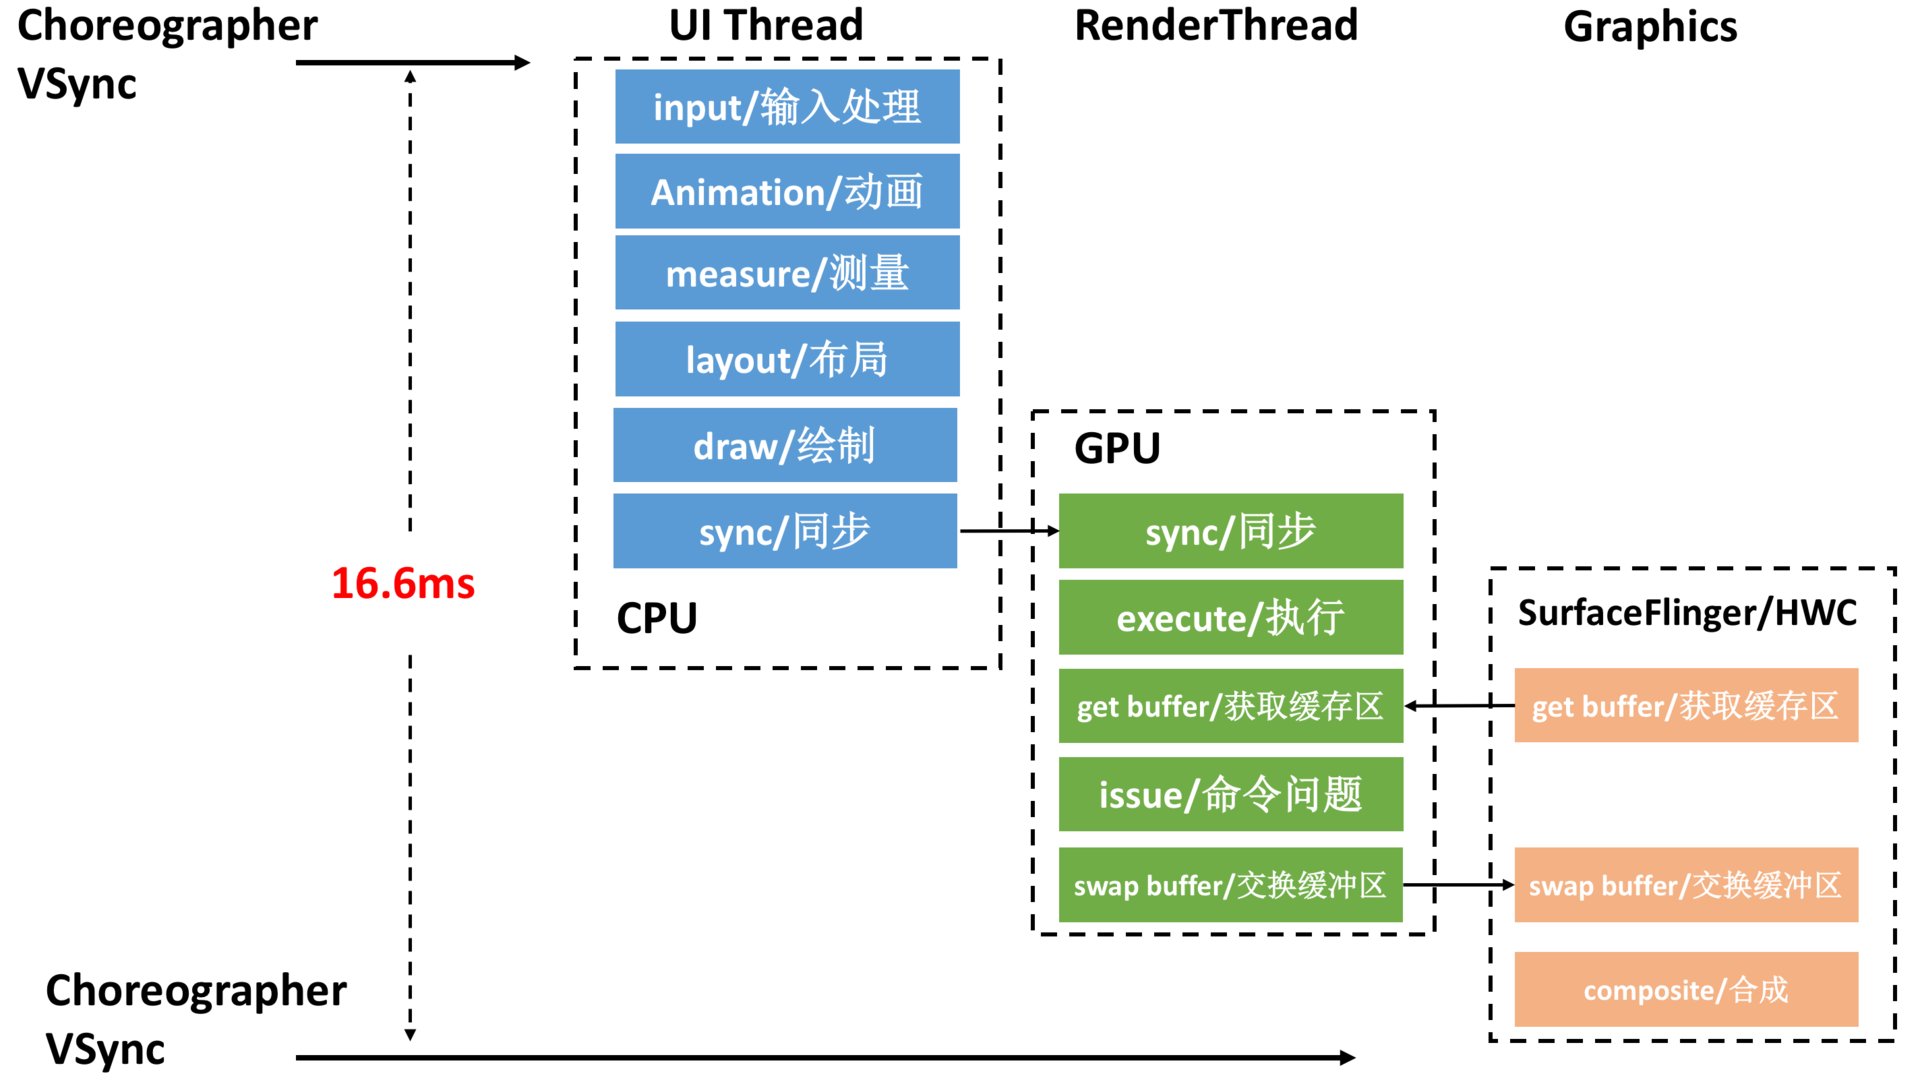 Choreographer
VSync
UI Thread
RenderThread
Graphics
input/输入处理
Animation/动画
measure/测量
layout/布局
draw/绘制
sync/同步
CPU
16.6ms
GPU
sync/同步
execute/执行
get buffer/获取缓存区
issue/命令问题
swap buffer/交换缓冲区
SurfaceFlinger/HWC
get buffer/获取缓存区
swap buffer/交换缓冲区
composite/合成
Choreographer
VSync